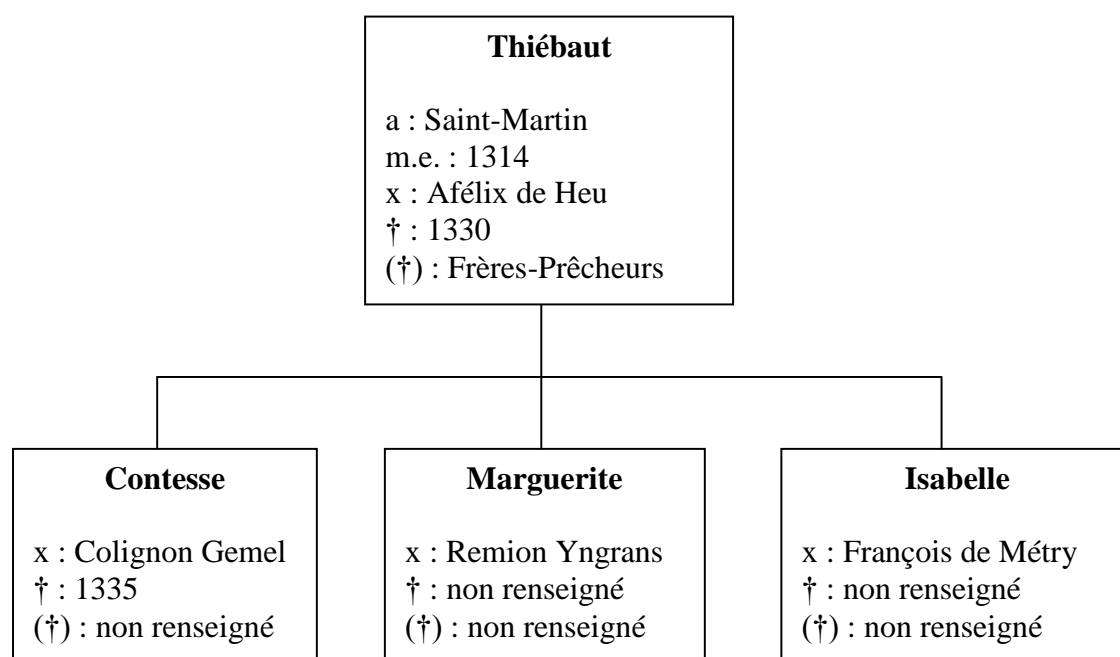 Thiébaut
a : Saint-Martin
m.e. : 1314
x : Afélix de Heu
† : 1330
(†) : Frères-Prêcheurs
Contesse
x : Colignon Gemel
† : 1335
(†) : non renseigné
Marguerite
x : Remion Yngrans
† : non renseigné
(†) : non renseigné
Isabelle
x : François de Métry
† : non renseigné
(†) : non renseigné